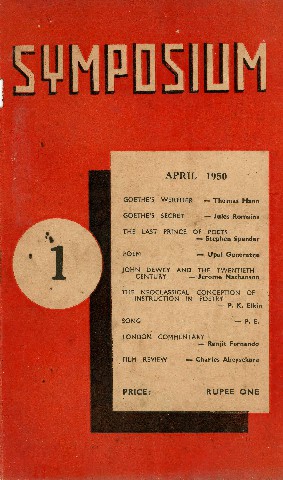 SYMPOSIUM
APRIL 1950
GOETHE'S WERTHER — Thomas Mann
GOETHE'S SECRET — Jules Romains
THE LAST PRINCE OF POETS
— Stephen Spender
POEM — Upul Gunaratne
JOHN DEWEY AND THE TWENTIETH
CENTURY — Jerome Nathanson
THE NEOCLASSICAL CONCEPTION OF
INSTRUCTION IN POETRY
— P. K. Elkin
SONG — P. E.
LONDON COMMENTARY
— Ranjit Fernando
FILM REVIEW — Charles Abeysekera
PRICE: RUPEE ONE
1